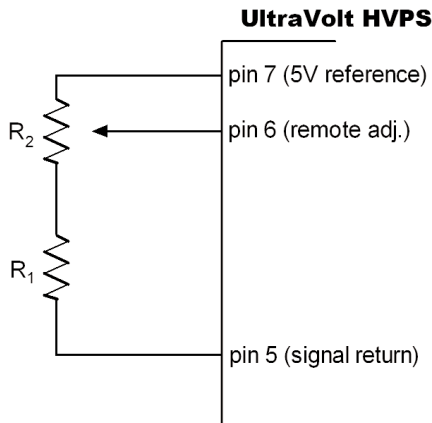 UltraVolt HVPS
pin 7 (5V reference)
R2
pin 6 (remote adj.)
R1
pin 5 (signal return)